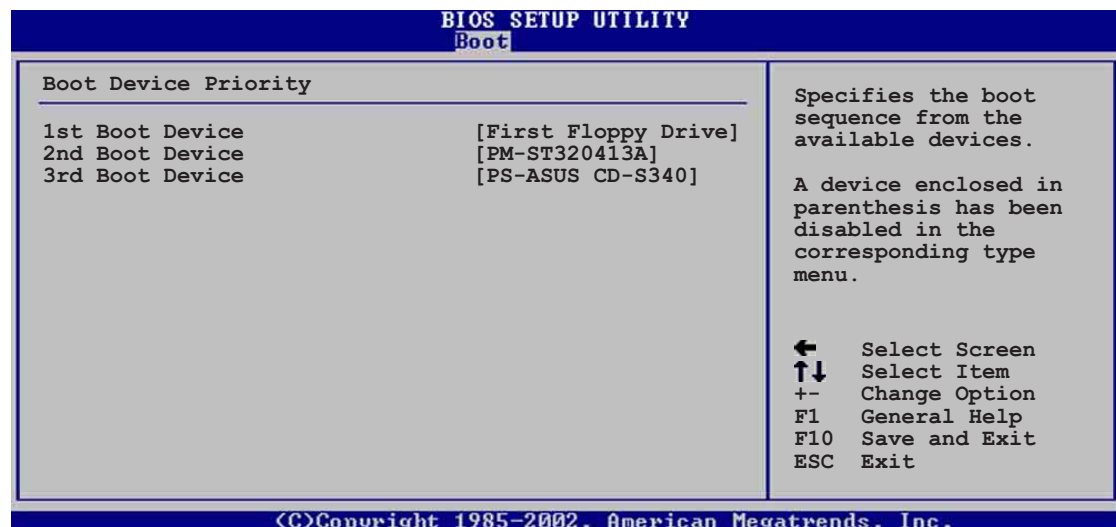 BIOS SETUP UTILITY
Boot
Boot Device Priority
1st Boot Device [First Floppy Drive]
2nd Boot Device [PM-ST320413A]
3rd Boot Device [PS-ASUS CD-S340]
Specifies the boot
sequence from the
available devices.
A device enclosed in
parenthesis has been
disabled in the
corresponding type
menu.
← Select Screen
↑↓ Select Item
+- Change Option
F1 General Help
F10 Save and Exit
ESC Exit
(C)Copyright 1985-2002, American Megatrends, Inc.